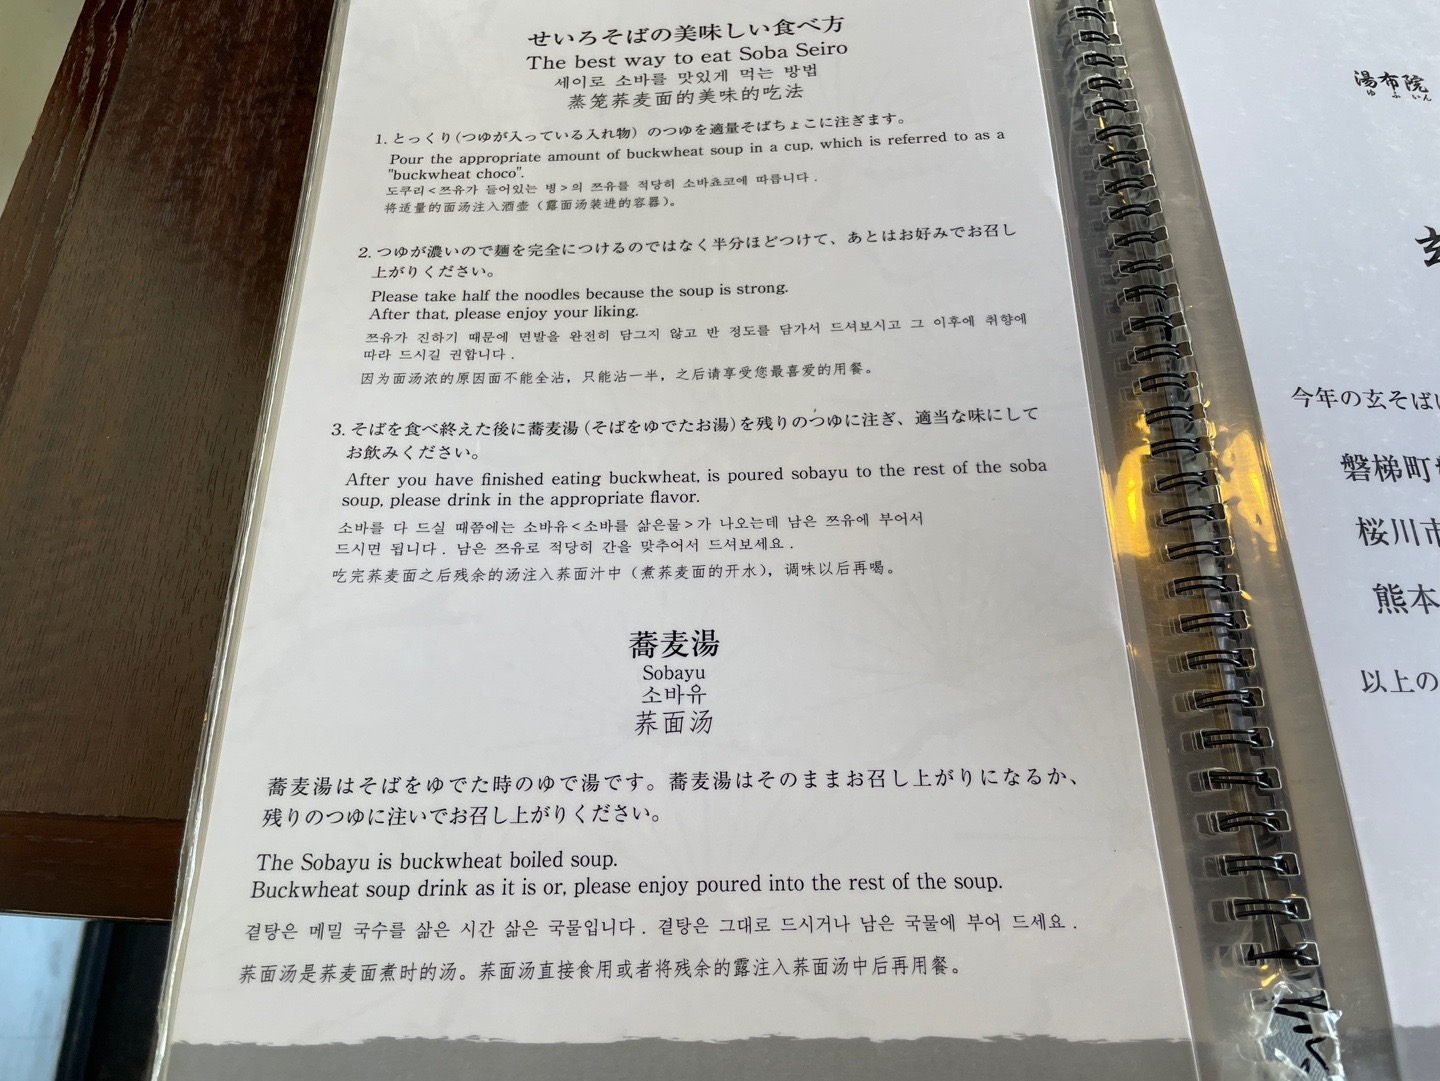 せいろそばの美味しい食べ方
The best way to eat Soba Seiro
세이로 소바를 맛있게 먹는 방법
蒸笼荞麦面的美味的吃法
1. とっくり(つゆが入っている入れ物) のつゆを適量そばちょこに注ぎます。
Pour the appropriate amount of buckwheat soup in a cup, which is referred to as a
"buckwheat choco".
도쿠리<쯔유가 들어있는 병>의 쯔유를 적당히 소바쵸코에 따릅니다.
将适量的面汤注入酒壶（露面汤装进的容器）。
2. つゆが濃いので麺を完全につけるのではなく半分ほどつけて、あとはお好みでお召し
上がりください。
Please take half the noodles because the soup is strong.
After that, please enjoy your liking.
쯔유가 진하기 때문에 면발을 완전히 담그지 않고 반 정도를 담가서 드셔보시고 그 이후에 취향에
따라 드시길 권합니다.
因为面汤浓的原因面不能全沾，只能沾一半，之后请享受您最喜爱的用餐。
3. そばを食べ終えた後に蕎麦湯(そばをゆでたお湯)を残りのつゆに注ぎ、適当な味にして
お飲みください。
After you have finished eating buckwheat, is poured sobayu to the rest of the soba
soup, please drink in the appropriate flavor.
소바를 다 드실 때쯤에는 소바유<소바를 삶은물>가 나오는데 남은 쯔유에 부어서
드시면 됩니다. 남은 쯔유로 적당히 간을 맞추어서 드셔보세요.
吃完荞麦面之后残余的汤注入荞面汁中（煮荞麦面的开水），调味以后再喝。
蕎麦湯
Sobayu
소바유
荞面汤
蕎麦湯はそばをゆでた時のゆで湯です。蕎麦湯はそのままお召し上がりになるか、
残りのつゆに注いでお召し上がりください。
The Sobayu is buckwheat boiled soup.
Buckwheat soup drink as it is or, please enjoy poured into the rest of the soup.
곁탕은 메밀 국수를 삶은 시간 삶은 국물입니다. 곁탕은 그대로 드시거나 남은 국물에 부어 드세요.
荞面汤是荞麦面煮时的汤。荞面汤直接食用或者将残余的露注入荞面汤中后再用餐。
湯布院
ゆふいん
玄
今年の玄そばは
磐梯町
桜川市
熊本
以上の